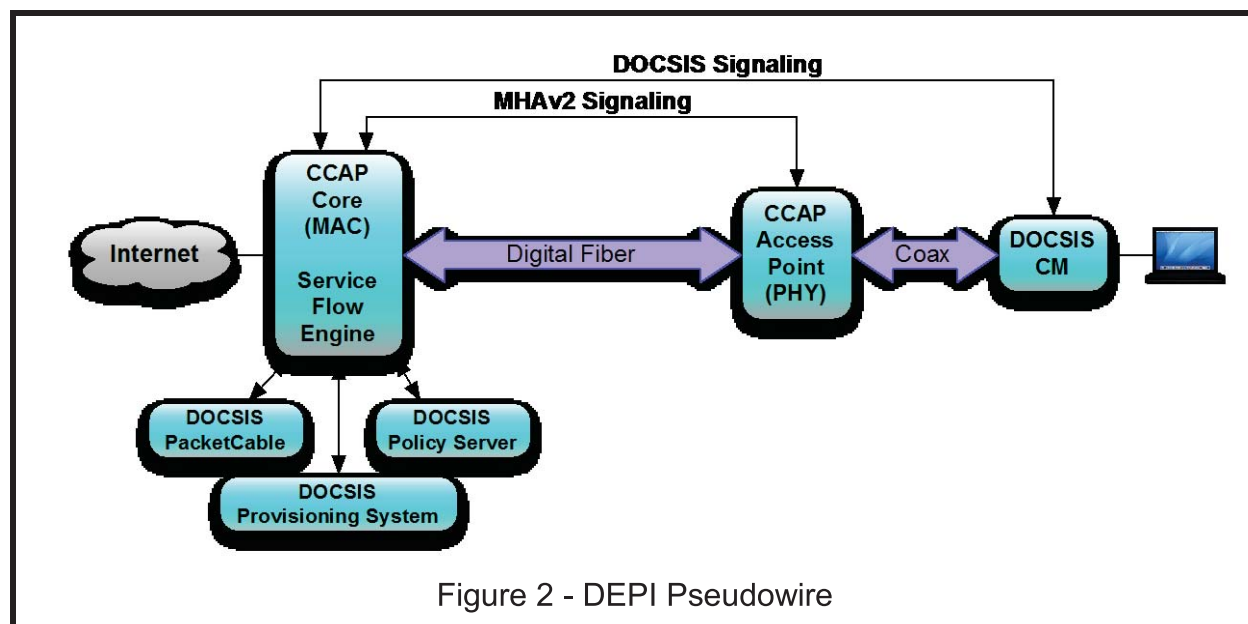 DOCSIS Signaling
MHAv2 Signaling
Internet
CCAP
Core
(MAC)
Service
Flow
Engine
Digital Fiber
CCAP
Access
Point
(PHY)
Coax
DOCSIS
CM
DOCSIS
PacketCable
DOCSIS
Policy Server
DOCSIS
Provisioning System
Figure 2 - DEPI Pseudowire